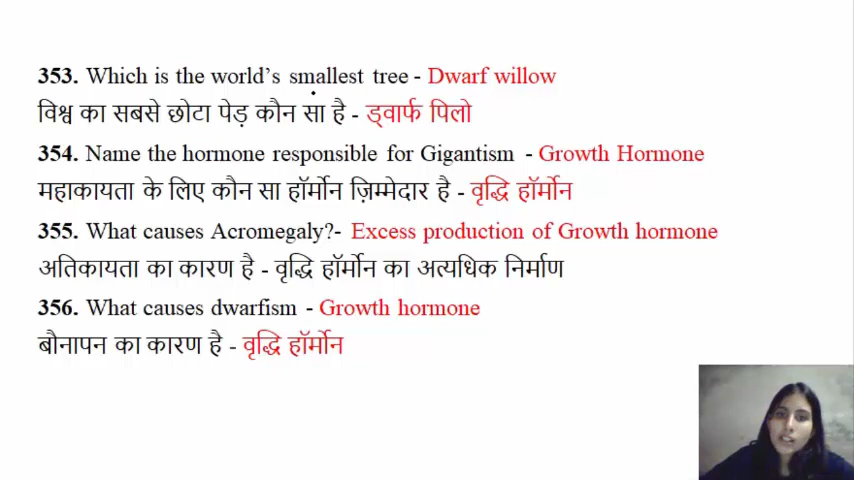 353. Which is the world's smallest tree - Dwarf willow
विश्व का सबसे छोटा पेड़ कौन सा है - ड्वार्फ पिलो
354. Name the hormone responsible for Gigantism - Growth Hormone
महाकायता के लिए कौन सा हॉर्मोन ज़िम्मेदार है - वृद्धि हॉर्मोन
355. What causes Acromegaly?- Excess production of Growth hormone
अतिकायता का कारण है - वृद्धि हॉर्मोन का अत्यधिक निर्माण
356. What causes dwarfism - Growth hormone
बौनापन का कारण है - वृद्धि हॉर्मोन